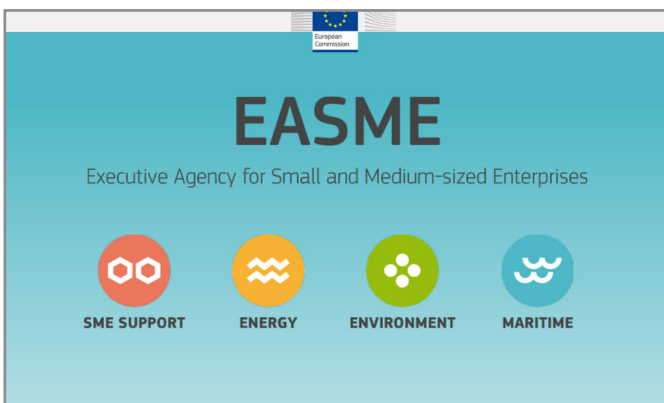 European
Commission
EASME
Executive Agency for Small and Medium-sized Enterprises
SME SUPPORT
ENERGY
ENVIRONMENT
MARITIME